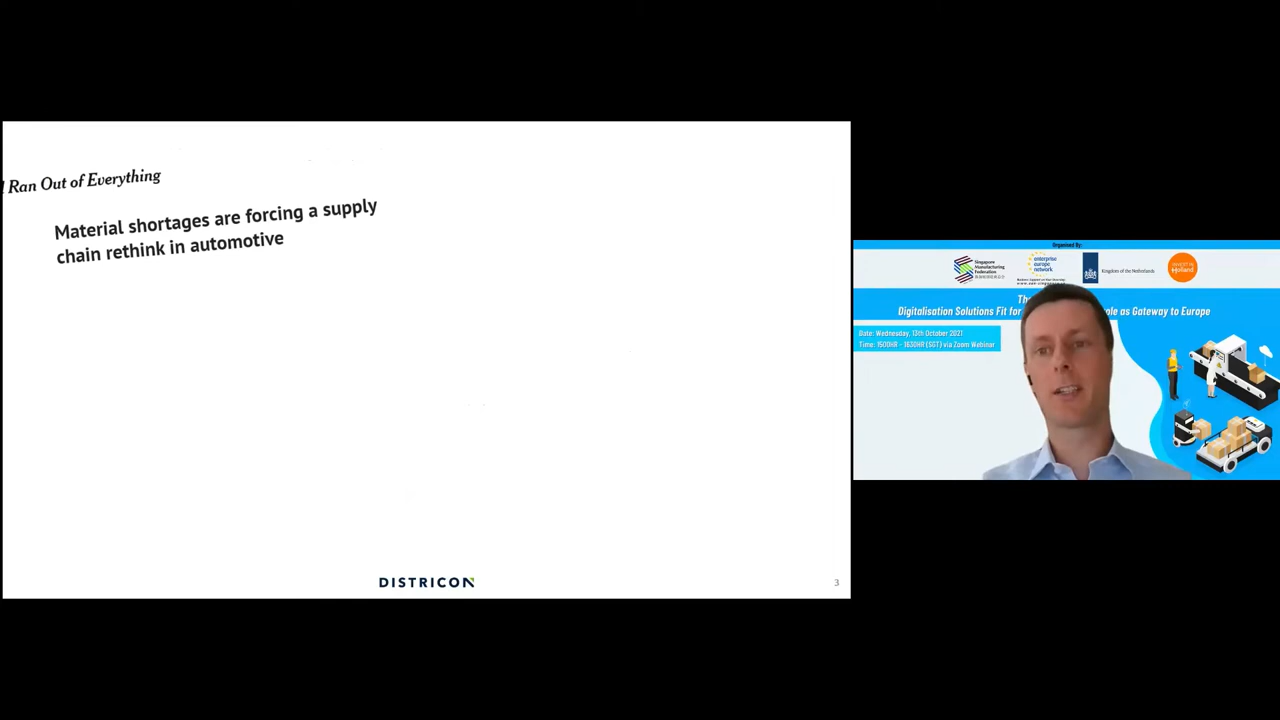 l Ran Out of Everything
Material shortages are forcing a supply
chain rethink in automotive
DISTRICON
3
Organised By:
Singapore
Manufacturing
Federation
enterprise
europe
network
Kingdom of the Netherlands
Holland
Th
Digitalisation Solutions Fit for
ole as Gateway to Europe
Date: Wednesday, 13th October 2021
Time: 1500HR - 1630HR (SGT) via Zoom Webinar